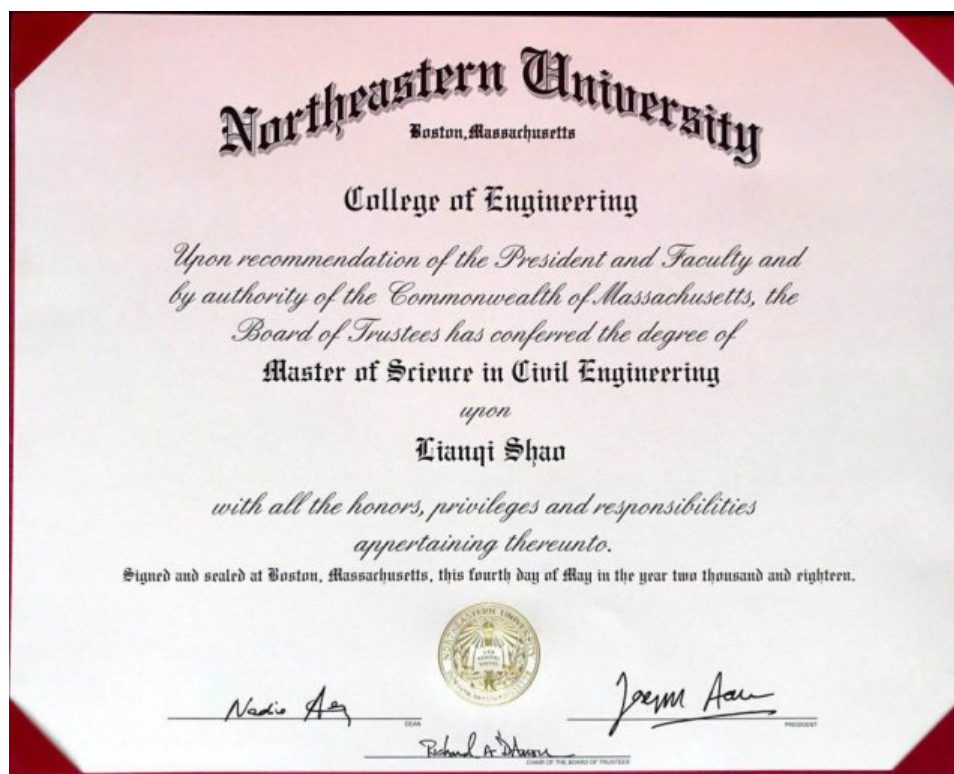 Northeastern University
Boston, Massachusetts
College of Engineering
Upon recommendation of the President and Faculty and
by authority of the Commonwealth of Massachusetts, the
Board of Trustees has conferred the degree of
Master of Science in Civil Engineering
upon
Lianqi Shao
with all the honors, privileges and responsibilities
appertaining thereunto.
Signed and sealed at Boston, Massachusetts, this fourth day of May in the year two thousand and eighteen.
NORTHEASTERN UNIVERSITY
DEAN
PRESIDENT
CHAIR OF THE BOARD OF TRUSTEES